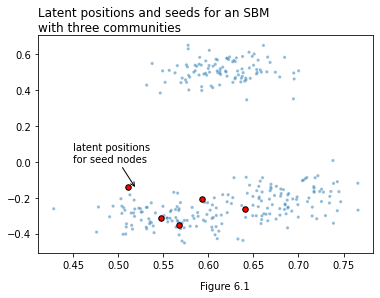 Latent positions and seeds for an SBM
with three communities
0.6
0.4
0.2
0.0
−0.2
−0.4
latent positions
for seed nodes
0.45 0.50 0.55 0.60 0.65 0.70 0.75
Figure 6.1